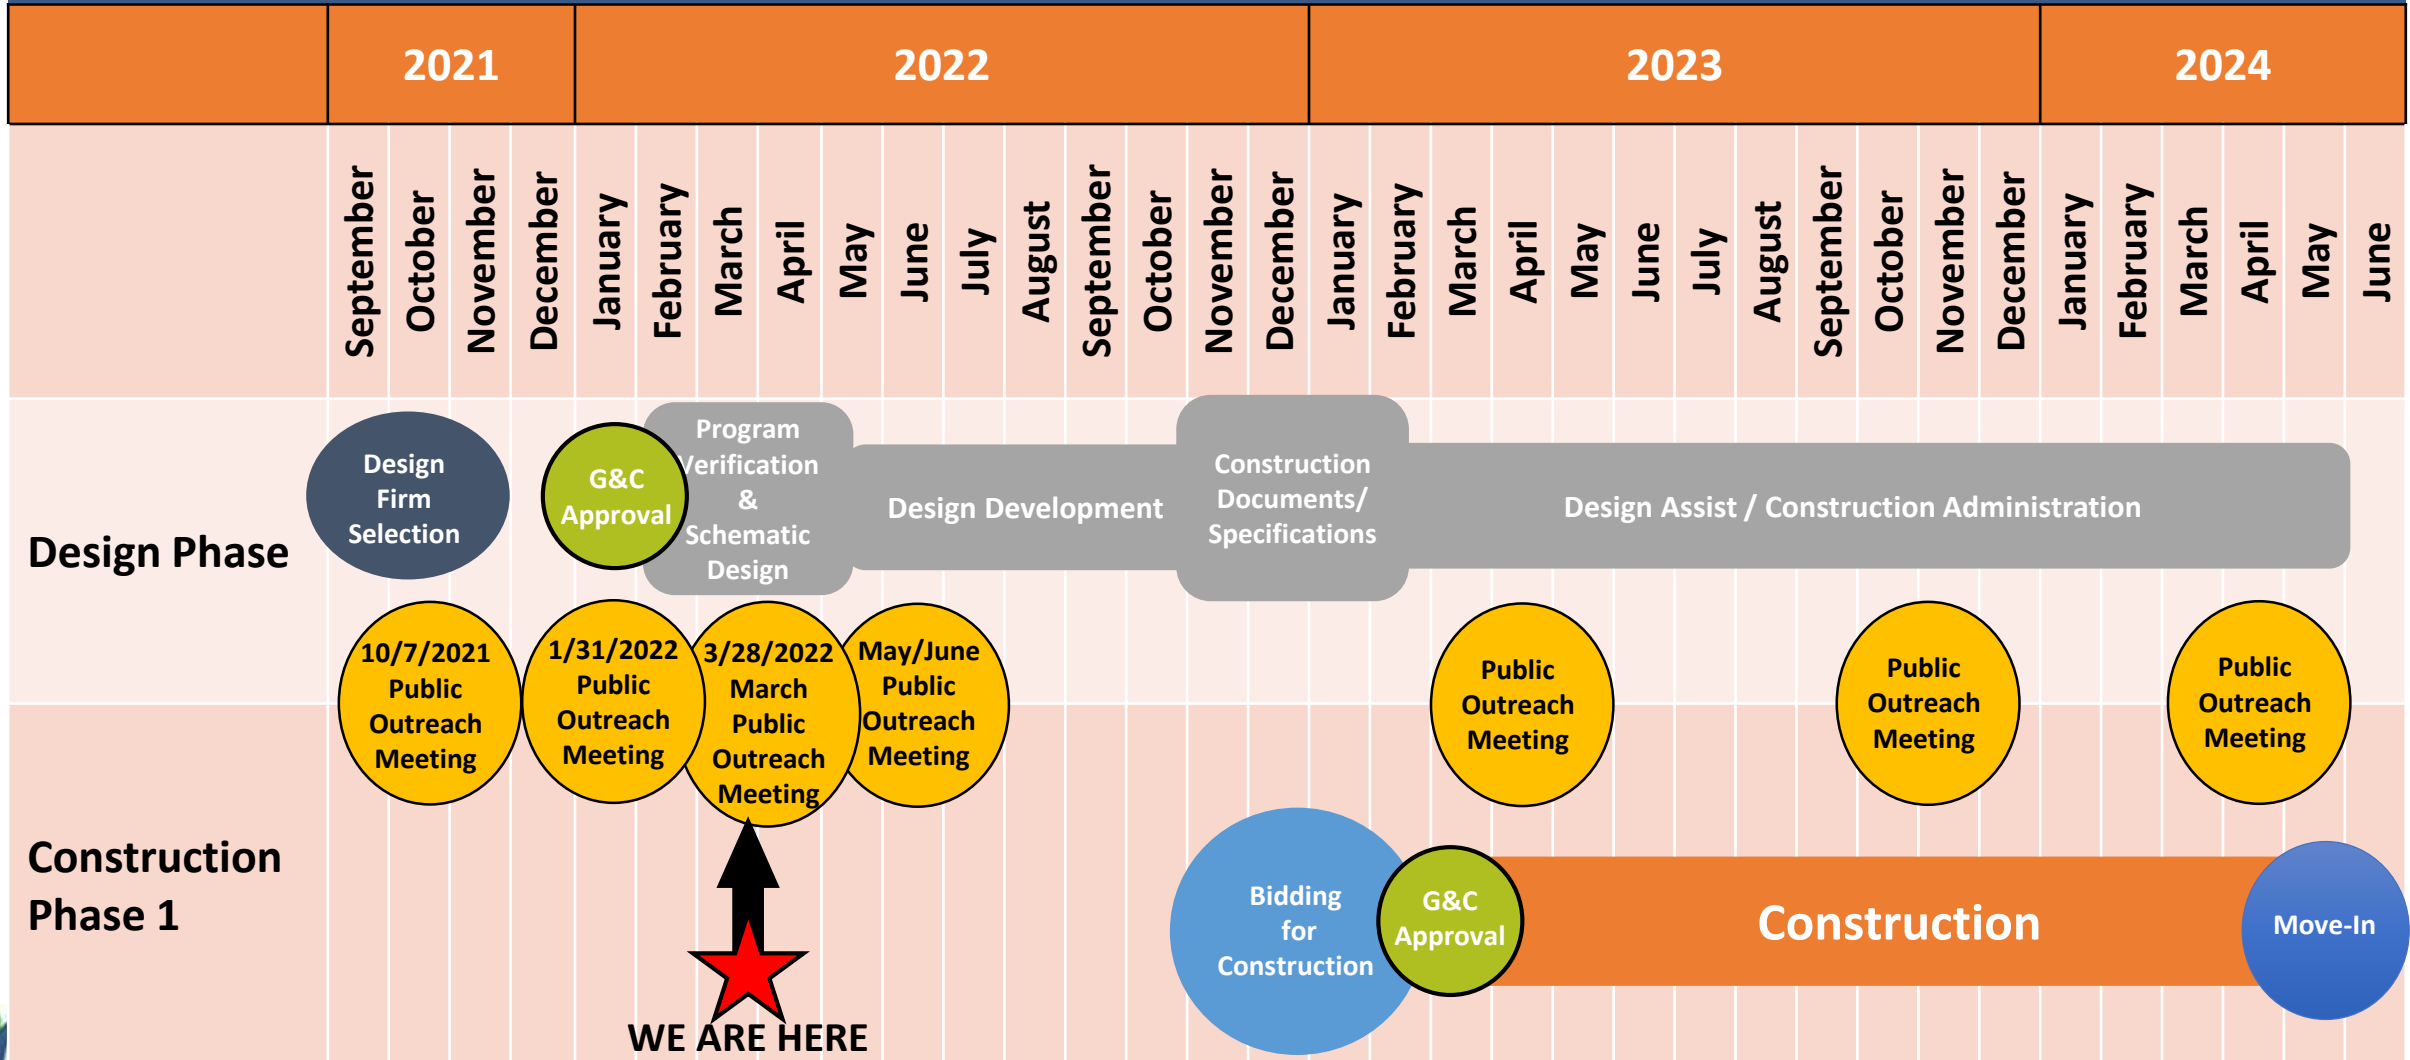 2021
2022
2023
2024
September
October
November
December
January
February
March
April
May
June
July
August
September
October
November
December
January
February
March
April
May
June
July
August
September
October
November
December
January
February
March
April
May
June
Design Phase
Design
Firm
Selection
G&C
Approval
Program
Verification
&
Schematic
Design
Design Development
Construction
Documents/
Specifications
Design Assist / Construction Administration
10/7/2021
Public
Outreach
Meeting
1/31/2022
Public
Outreach
Meeting
3/28/2022
March
Public
Outreach
Meeting
May/June
Public
Outreach
Meeting
Public
Outreach
Meeting
Public
Outreach
Meeting
Public
Outreach
Meeting
Construction
Phase 1
Bidding
for
Construction
G&C
Approval
Construction
Move-In
WE ARE HERE